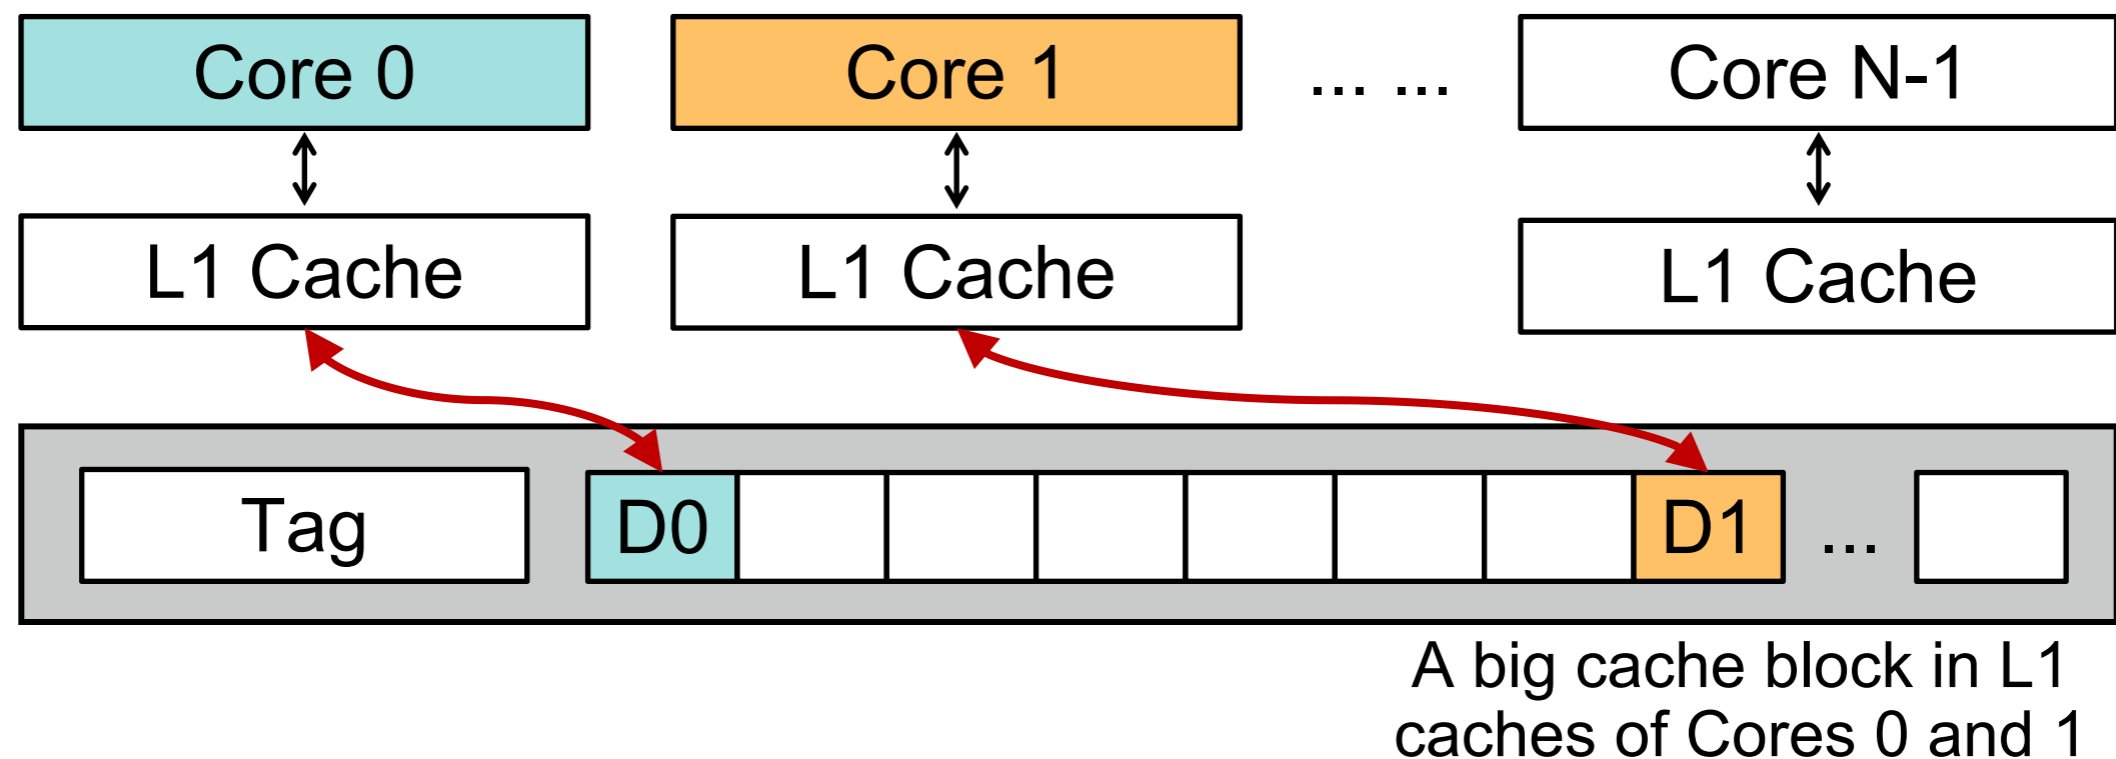 Core 0
Core 1
... ...
Core N-1
L1 Cache
L1 Cache
L1 Cache
Tag
D0
D1
...
A big cache block in L1
caches of Cores 0 and 1